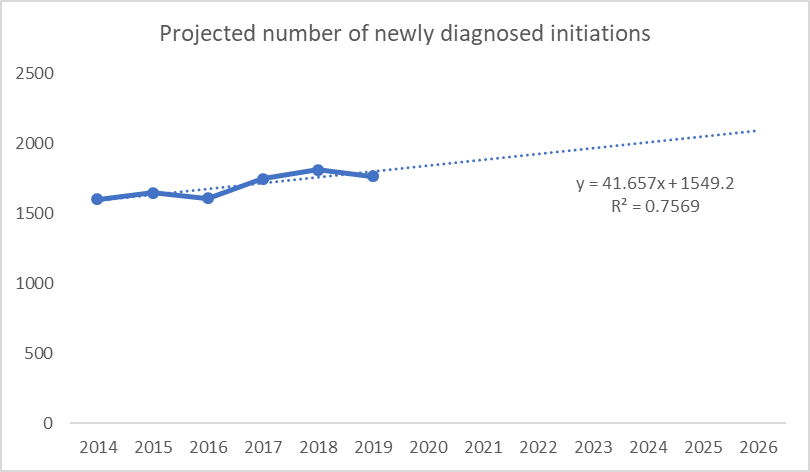 Projected number of newly diagnosed initiations
2500
2000
1500
1000
500
0
y = 41.657x + 1549.2
R² = 0.7569
2014 2015 2016 2017 2018 2019 2020 2021 2022 2023 2024 2025 2026